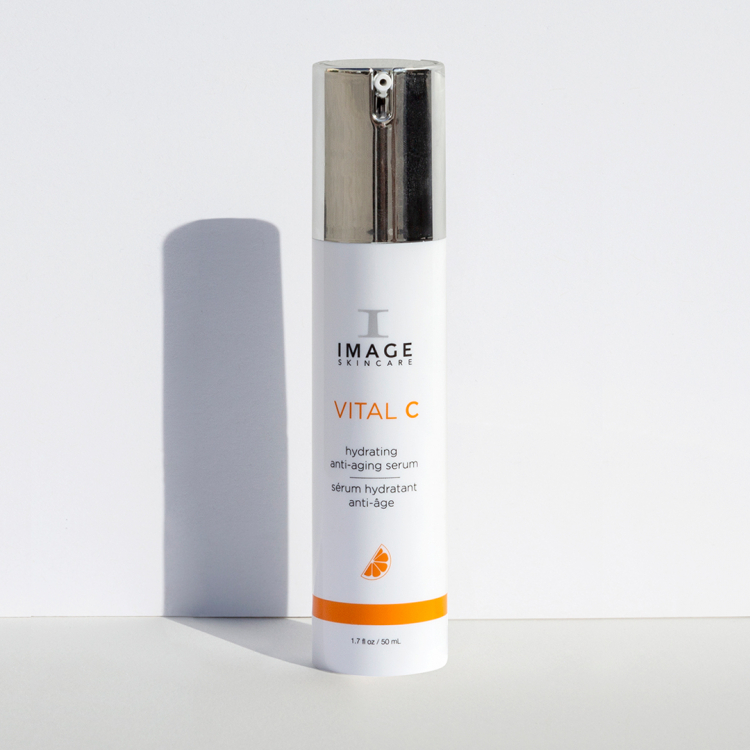 I
IMAGE
SKINCARE
VITAL C
hydrating
anti-aging serum
sérum hydratant
anti-âge
1.7 fl oz / 50 mL